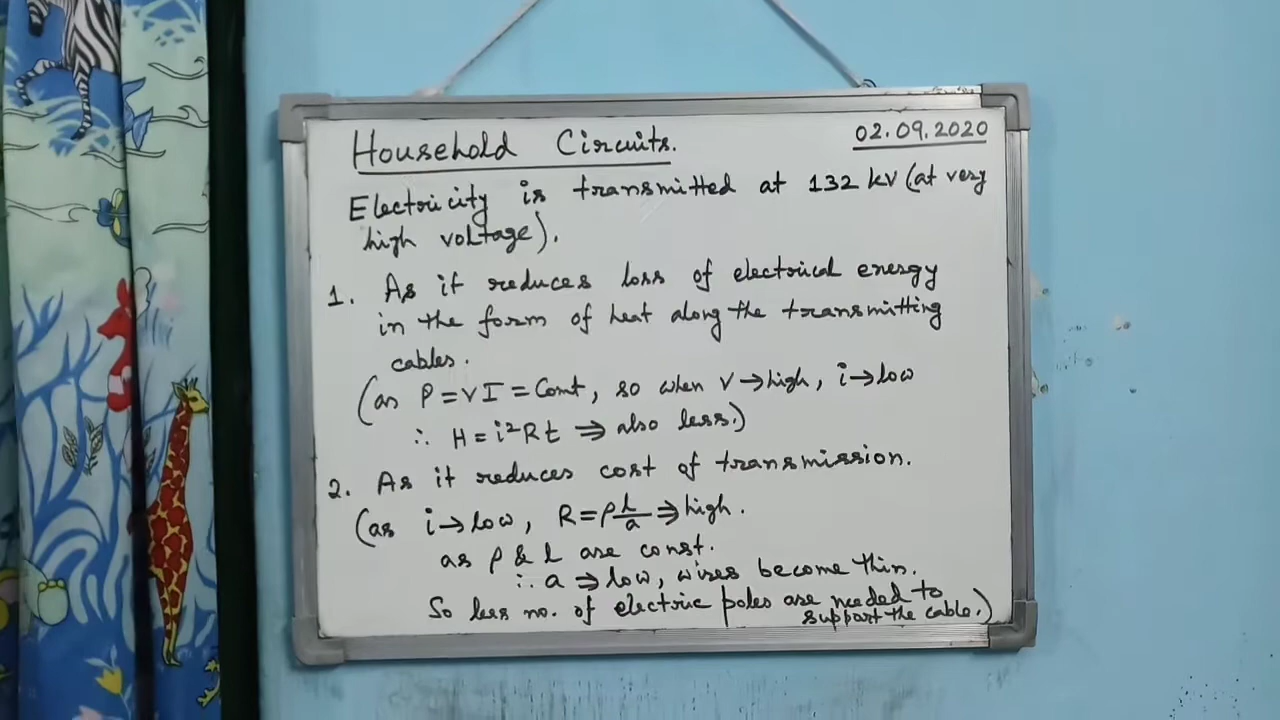 Household Circuits.
02.09.2020
Electricity is transmitted at 132 kV (at very
high voltage).
1. As it reduces loss of electrical energy
in the form of heat along the transmitting
cables.
(as P = VI = Const, so when V → high, i → low
∴ H = i²Rt ⇒ also less.)
2. As it reduces cost of transmission.
(as i → low, R = ρ l/a ⇒ high.
as ρ & l are const.
∴ a ⇒ low, wires become thin.
So less no. of electric poles are needed to
support the cable.)